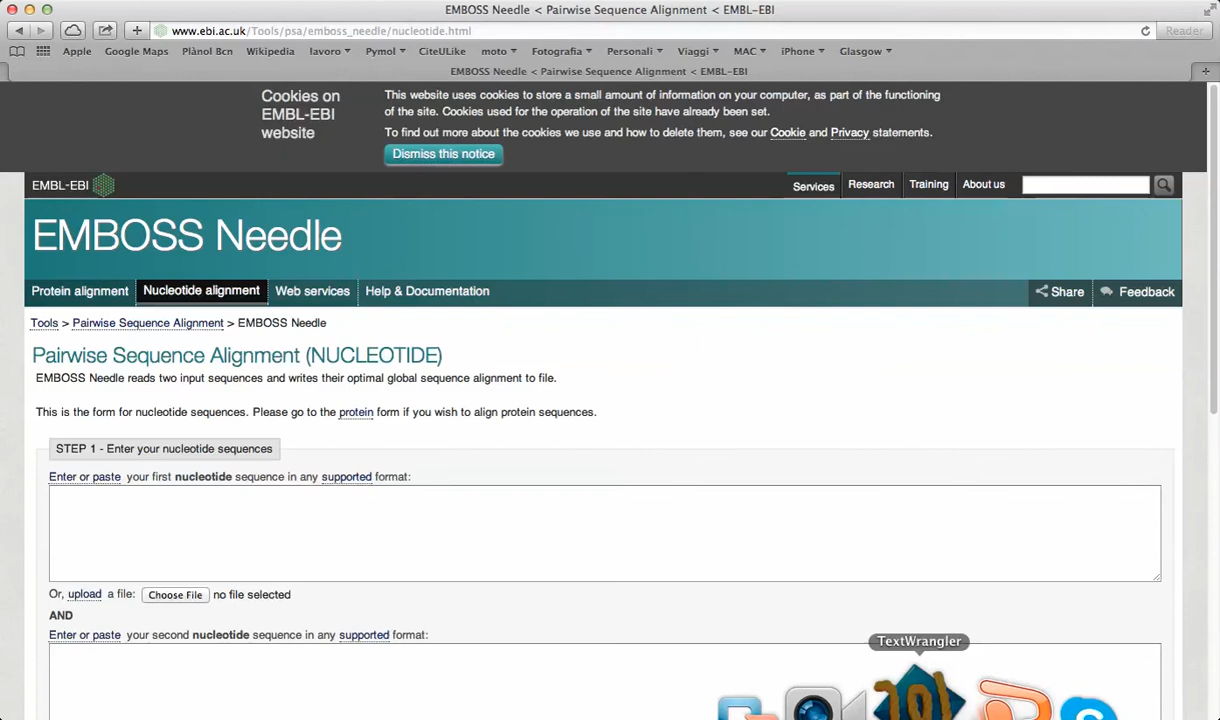 EMBOSS Needle < Pairwise Sequence Alignment < EMBL-EBI
www.ebi.ac.uk/Tools/psa/emboss_needle/nucleotide.html
Reader
Apple Google Maps Plànol Bcn Wikipedia lavoro Pymol CiteULike moto Fotografia Personali Viaggi MAC iPhone Glasgow
EMBOSS Needle < Pairwise Sequence Alignment < EMBL-EBI
Cookies on
EMBL-EBI
website
This website uses cookies to store a small amount of information on your computer, as part of the functioning
of the site. Cookies used for the operation of the site have already been set.
To find out more about the cookies we use and how to delete them, see our Cookie and Privacy statements.
Dismiss this notice
EMBL-EBI
Services Research Training About us
EMBOSS Needle
Protein alignment Nucleotide alignment Web services Help & Documentation Share Feedback
Tools > Pairwise Sequence Alignment > EMBOSS Needle
Pairwise Sequence Alignment (NUCLEOTIDE)
EMBOSS Needle reads two input sequences and writes their optimal global sequence alignment to file.
This is the form for nucleotide sequences. Please go to the protein form if you wish to align protein sequences.
STEP 1 - Enter your nucleotide sequences
Enter or paste your first nucleotide sequence in any supported format:
Or, upload a file: Choose File no file selected
AND
Enter or paste your second nucleotide sequence in any supported format:
TextWrangler